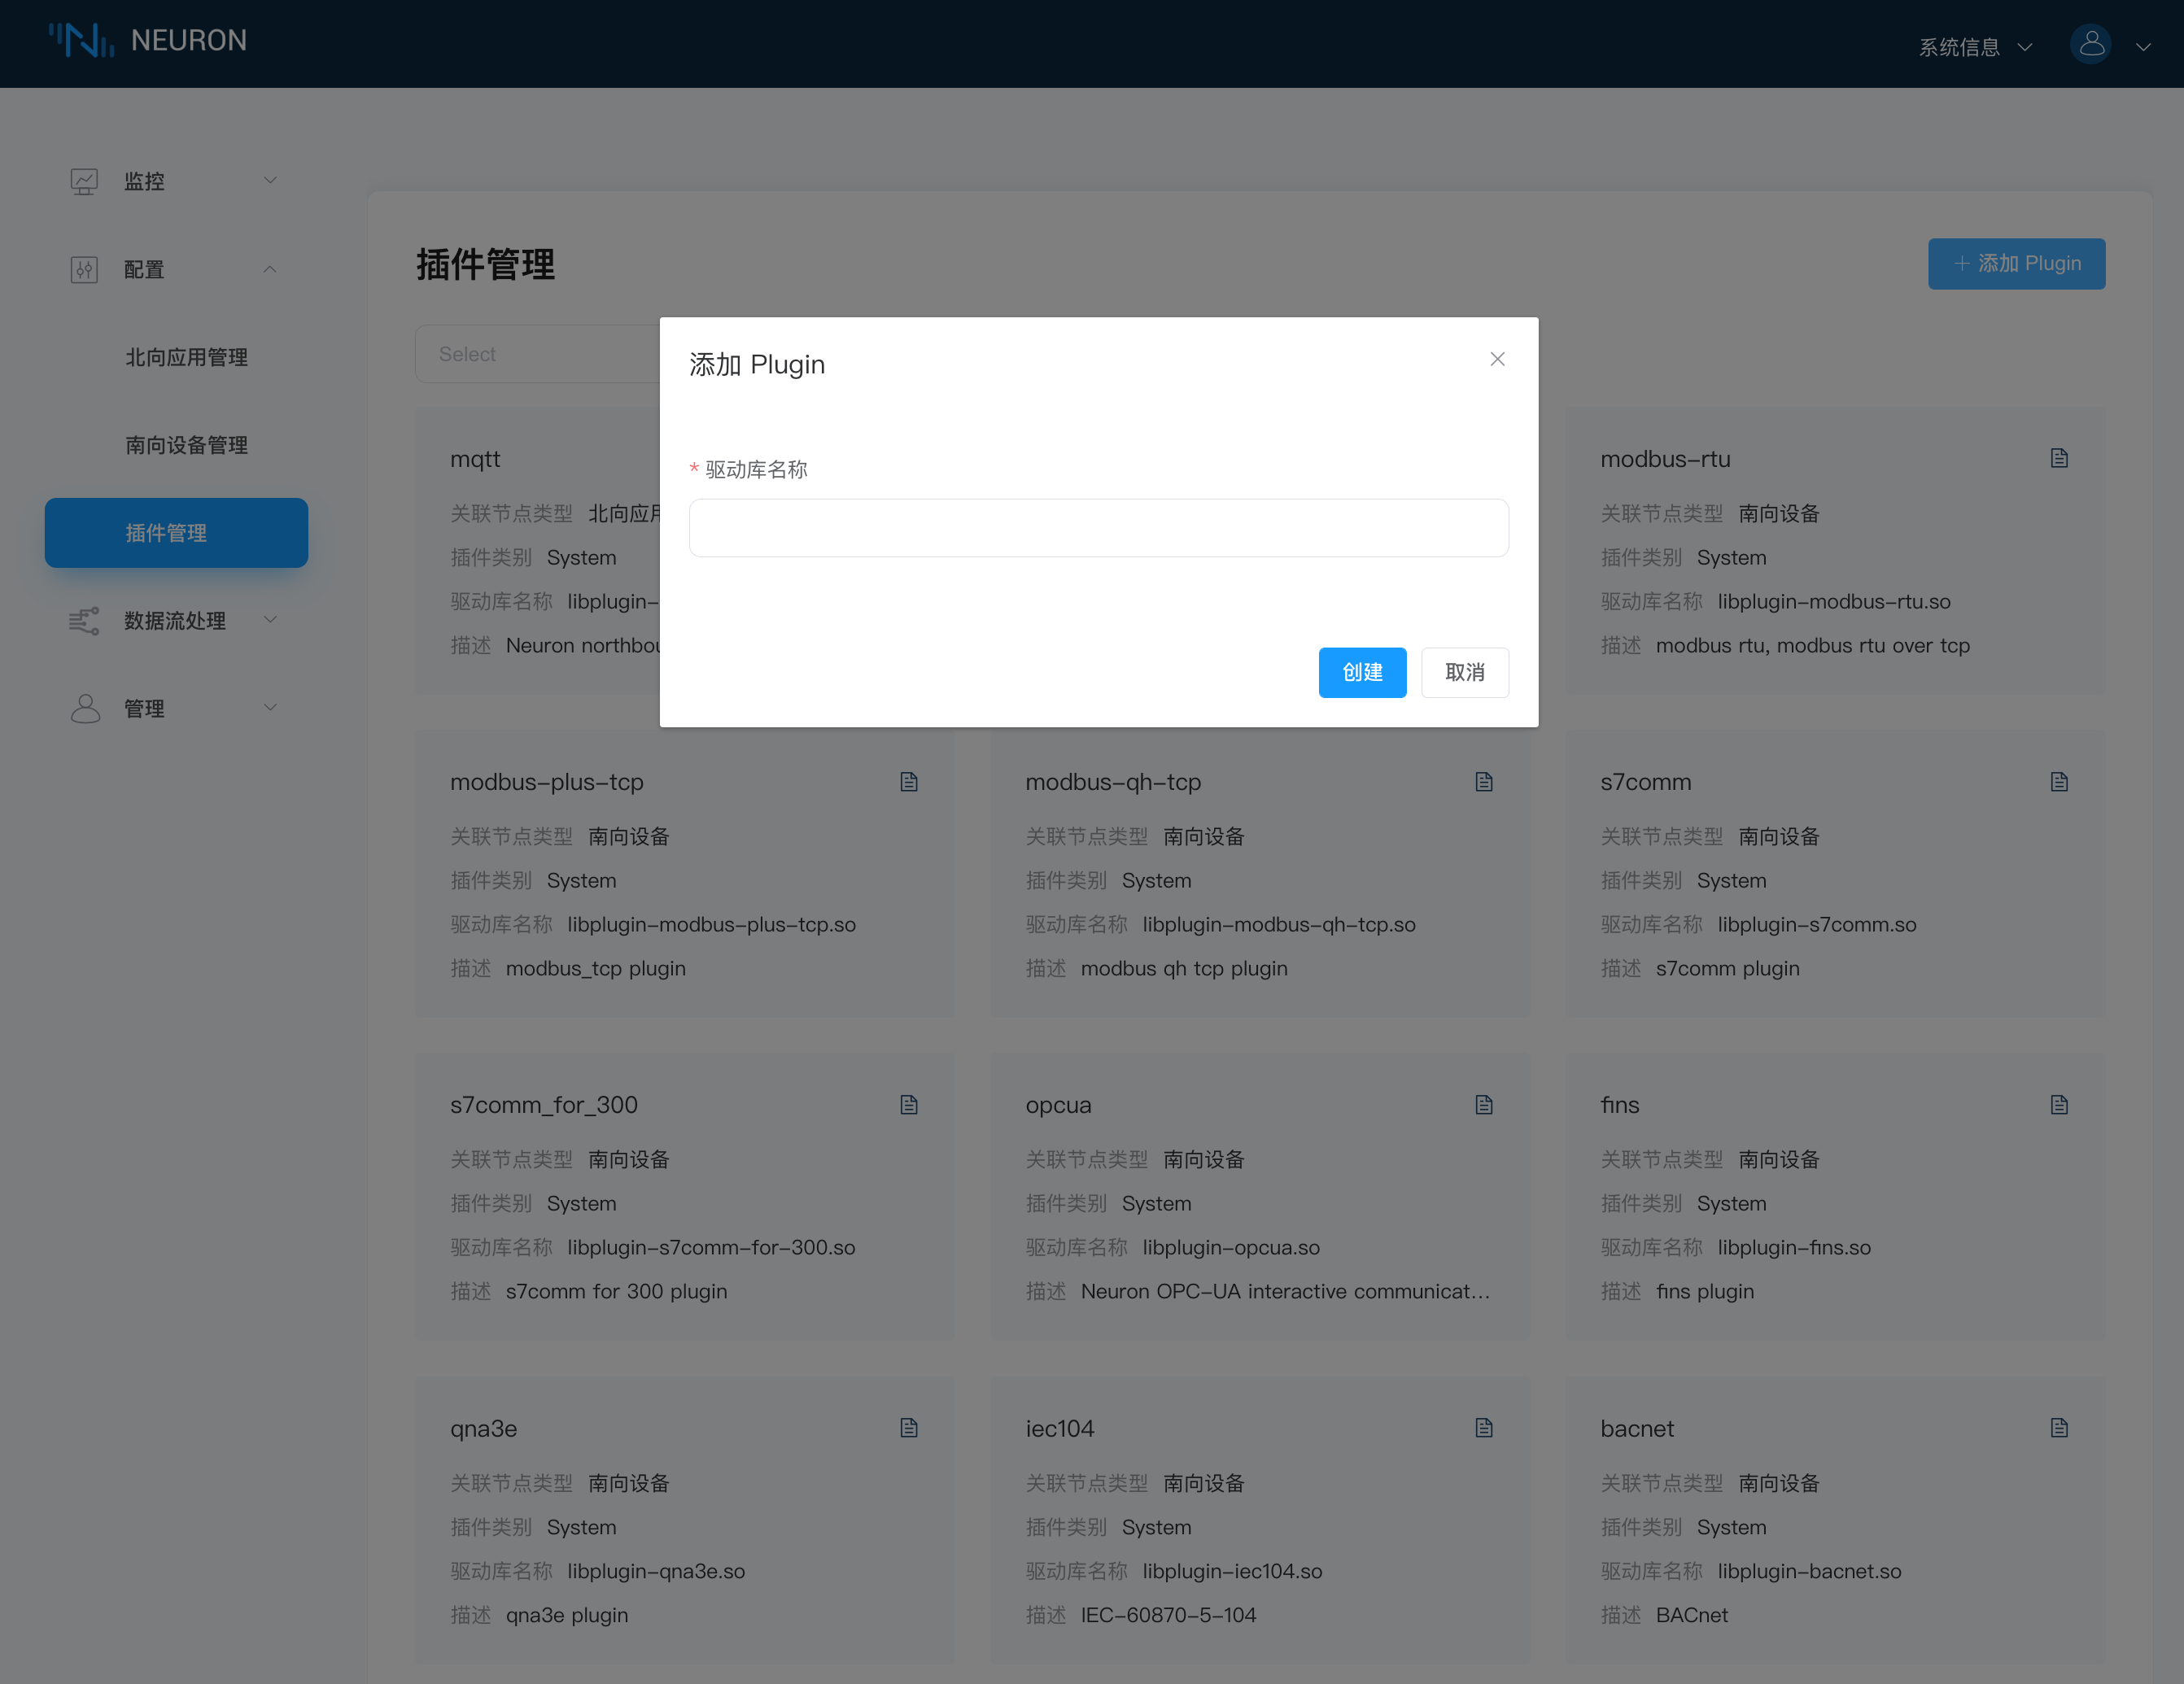 NEURON
系统信息
监控
配置
北向应用管理
南向设备管理
插件管理
数据流处理
管理
插件管理
添加 Plugin
Select
添加 Plugin
* 驱动库名称
创建
取消
mqtt
关联节点类型 北向应用
插件类别 System
驱动库名称 libplugin-
描述 Neuron northbou
modbus-rtu
关联节点类型 南向设备
插件类别 System
驱动库名称 libplugin-modbus-rtu.so
描述 modbus rtu, modbus rtu over tcp
modbus-plus-tcp
关联节点类型 南向设备
插件类别 System
驱动库名称 libplugin-modbus-plus-tcp.so
描述 modbus_tcp plugin
modbus-qh-tcp
关联节点类型 南向设备
插件类别 System
驱动库名称 libplugin-modbus-qh-tcp.so
描述 modbus qh tcp plugin
s7comm
关联节点类型 南向设备
插件类别 System
驱动库名称 libplugin-s7comm.so
描述 s7comm plugin
s7comm_for_300
关联节点类型 南向设备
插件类别 System
驱动库名称 libplugin-s7comm-for-300.so
描述 s7comm for 300 plugin
opcua
关联节点类型 南向设备
插件类别 System
驱动库名称 libplugin-opcua.so
描述 Neuron OPC-UA interactive communicat...
fins
关联节点类型 南向设备
插件类别 System
驱动库名称 libplugin-fins.so
描述 fins plugin
qna3e
关联节点类型 南向设备
插件类别 System
驱动库名称 libplugin-qna3e.so
描述 qna3e plugin
iec104
关联节点类型 南向设备
插件类别 System
驱动库名称 libplugin-iec104.so
描述 IEC-60870-5-104
bacnet
关联节点类型 南向设备
插件类别 System
驱动库名称 libplugin-bacnet.so
描述 BACnet